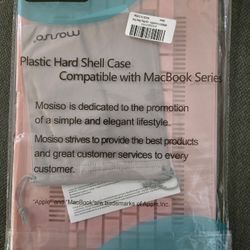 mosiso
Plastic Hard Shell Case
Compatible with MacBook Series
Mosiso is dedicated to the promotion
of a simple and elegant lifestyle.
Mosiso strives to provide the best products
and great customer services to every
customer.
"Apple" and "MacBook"are trademarks of Apple,Inc.